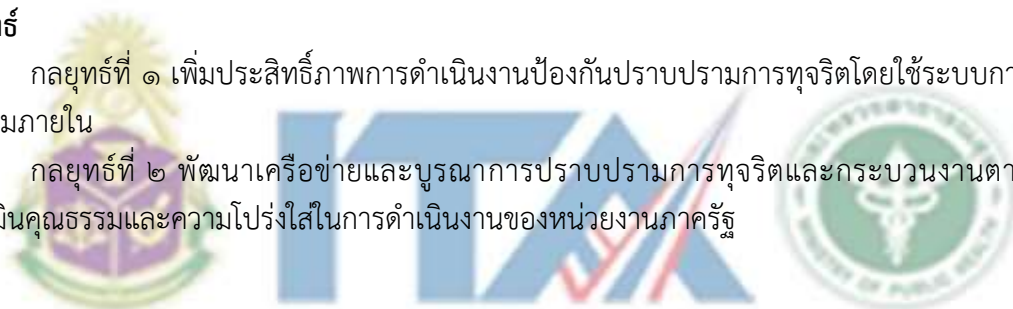 ธ์
กลยุทธ์ที่ ๑ เพิ่มประสิทธิ์ภาพการดำเนินงานป้องกันปราบปรามการทุจริตโดยใช้ระบบกา
มภายใน
กลยุทธ์ที่ ๒ พัฒนาเครือข่ายและบูรณาการปราบปรามการทุจริตและกระบวนงานตา
มินคุณธรรมและความโปร่งใส่ในการดำเนินงานของหน่วยงานภาครัฐ
ITA
MINISTRY OF PUBLIC HEALTH